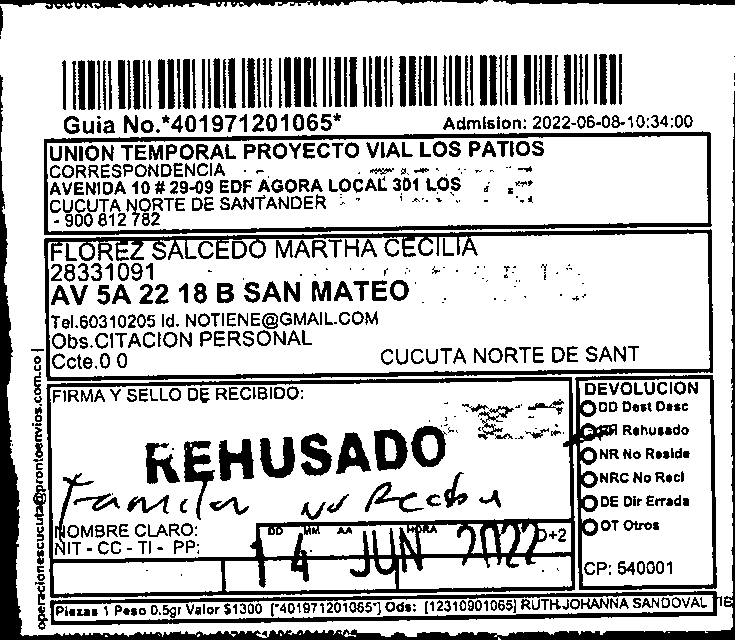 Guia No.*401971201065*
Admision: 2022-06-08-10:34:00
UNION TEMPORAL PROYECTO VIAL LOS PATIOS
CORRESPONDENCIA
AVENIDA 10 # 29-09 EDF AGORA LOCAL 301 LOS
CUCUTA NORTE DE SANTANDER
- 900 812 782
FLOREZ SALCEDO MARTHA CECILIA
28331091
AV 5A 22 18 B SAN MATEO
Tel.60310205 Id. NOTIENE@GMAIL.COM
Obs.CITACION PERSONAL
Ccte.0 0
CUCUTA NORTE DE SANT
operacionescucuta@prontoenvios.com.co
FIRMA Y SELLO DE RECIBIDO:
REHUSADO
Familiar no Recibe
NOMBRE CLARO:
NIT - CC - TI - PP:
DD MM AA HORA
D+2
14 JUN 2022
DEVOLUCION
DD Dest Desc
RH Rehusado
NR No Reside
NRC No Recl
DE Dir Errada
OT Otros
CP: 540001
Piezas 1 Peso 0.5gr Valor $1300 [*401971201065*] Ods: [12310901065] RUTH JOHANNA SANDOVAL